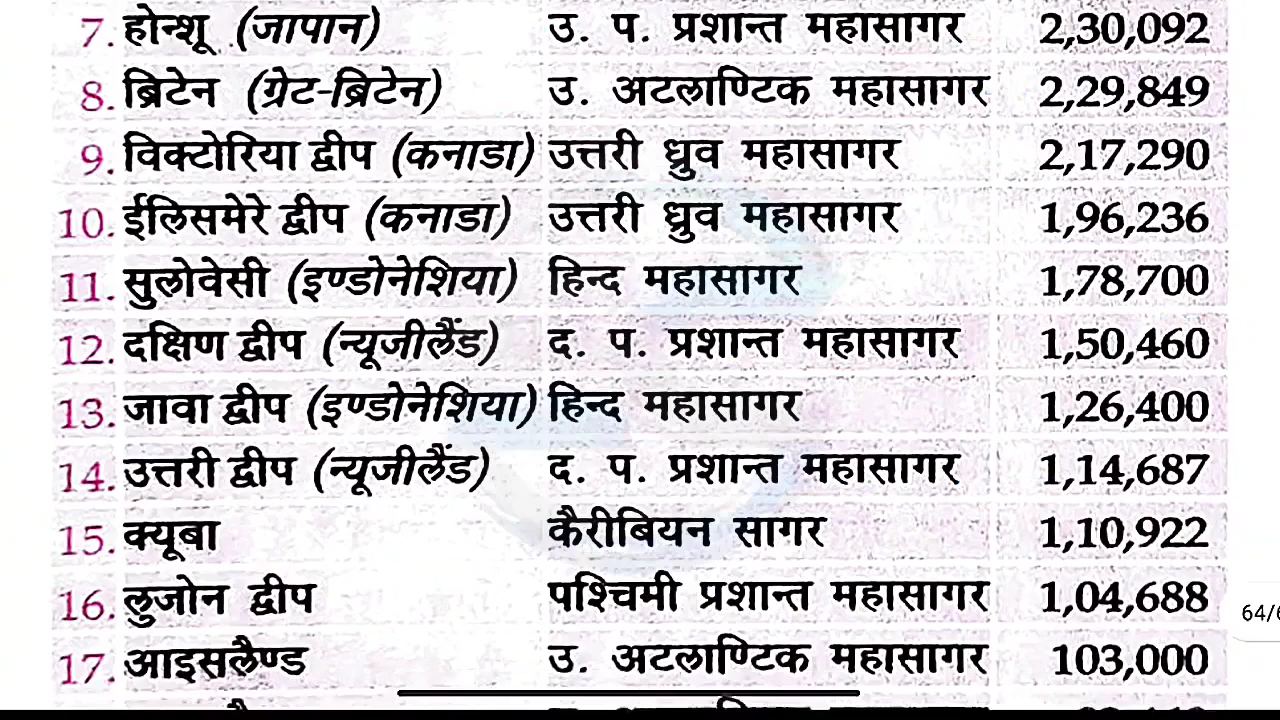 7. होन्शू (जापान) उ. प. प्रशान्त महासागर 2,30,092
8. ब्रिटेन (ग्रेट-ब्रिटेन) उ. अटलाण्टिक महासागर 2,29,849
9. विक्टोरिया द्वीप (कनाडा) उत्तरी ध्रुव महासागर 2,17,290
10. ईलिसमेरे द्वीप (कनाडा) उत्तरी ध्रुव महासागर 1,96,236
11. सुलोवेसी (इण्डोनेशिया) हिन्द महासागर 1,78,700
12. दक्षिण द्वीप (न्यूजीलैंड) द. प. प्रशान्त महासागर 1,50,460
13. जावा द्वीप (इण्डोनेशिया) हिन्द महासागर 1,26,400
14. उत्तरी द्वीप (न्यूजीलैंड) द. प. प्रशान्त महासागर 1,14,687
15. क्यूबा कैरीबियन सागर 1,10,922
16. लुजोन द्वीप पश्चिमी प्रशान्त महासागर 1,04,688
64/
17. आइसलैण्ड उ. अटलाण्टिक महासागर 103,000